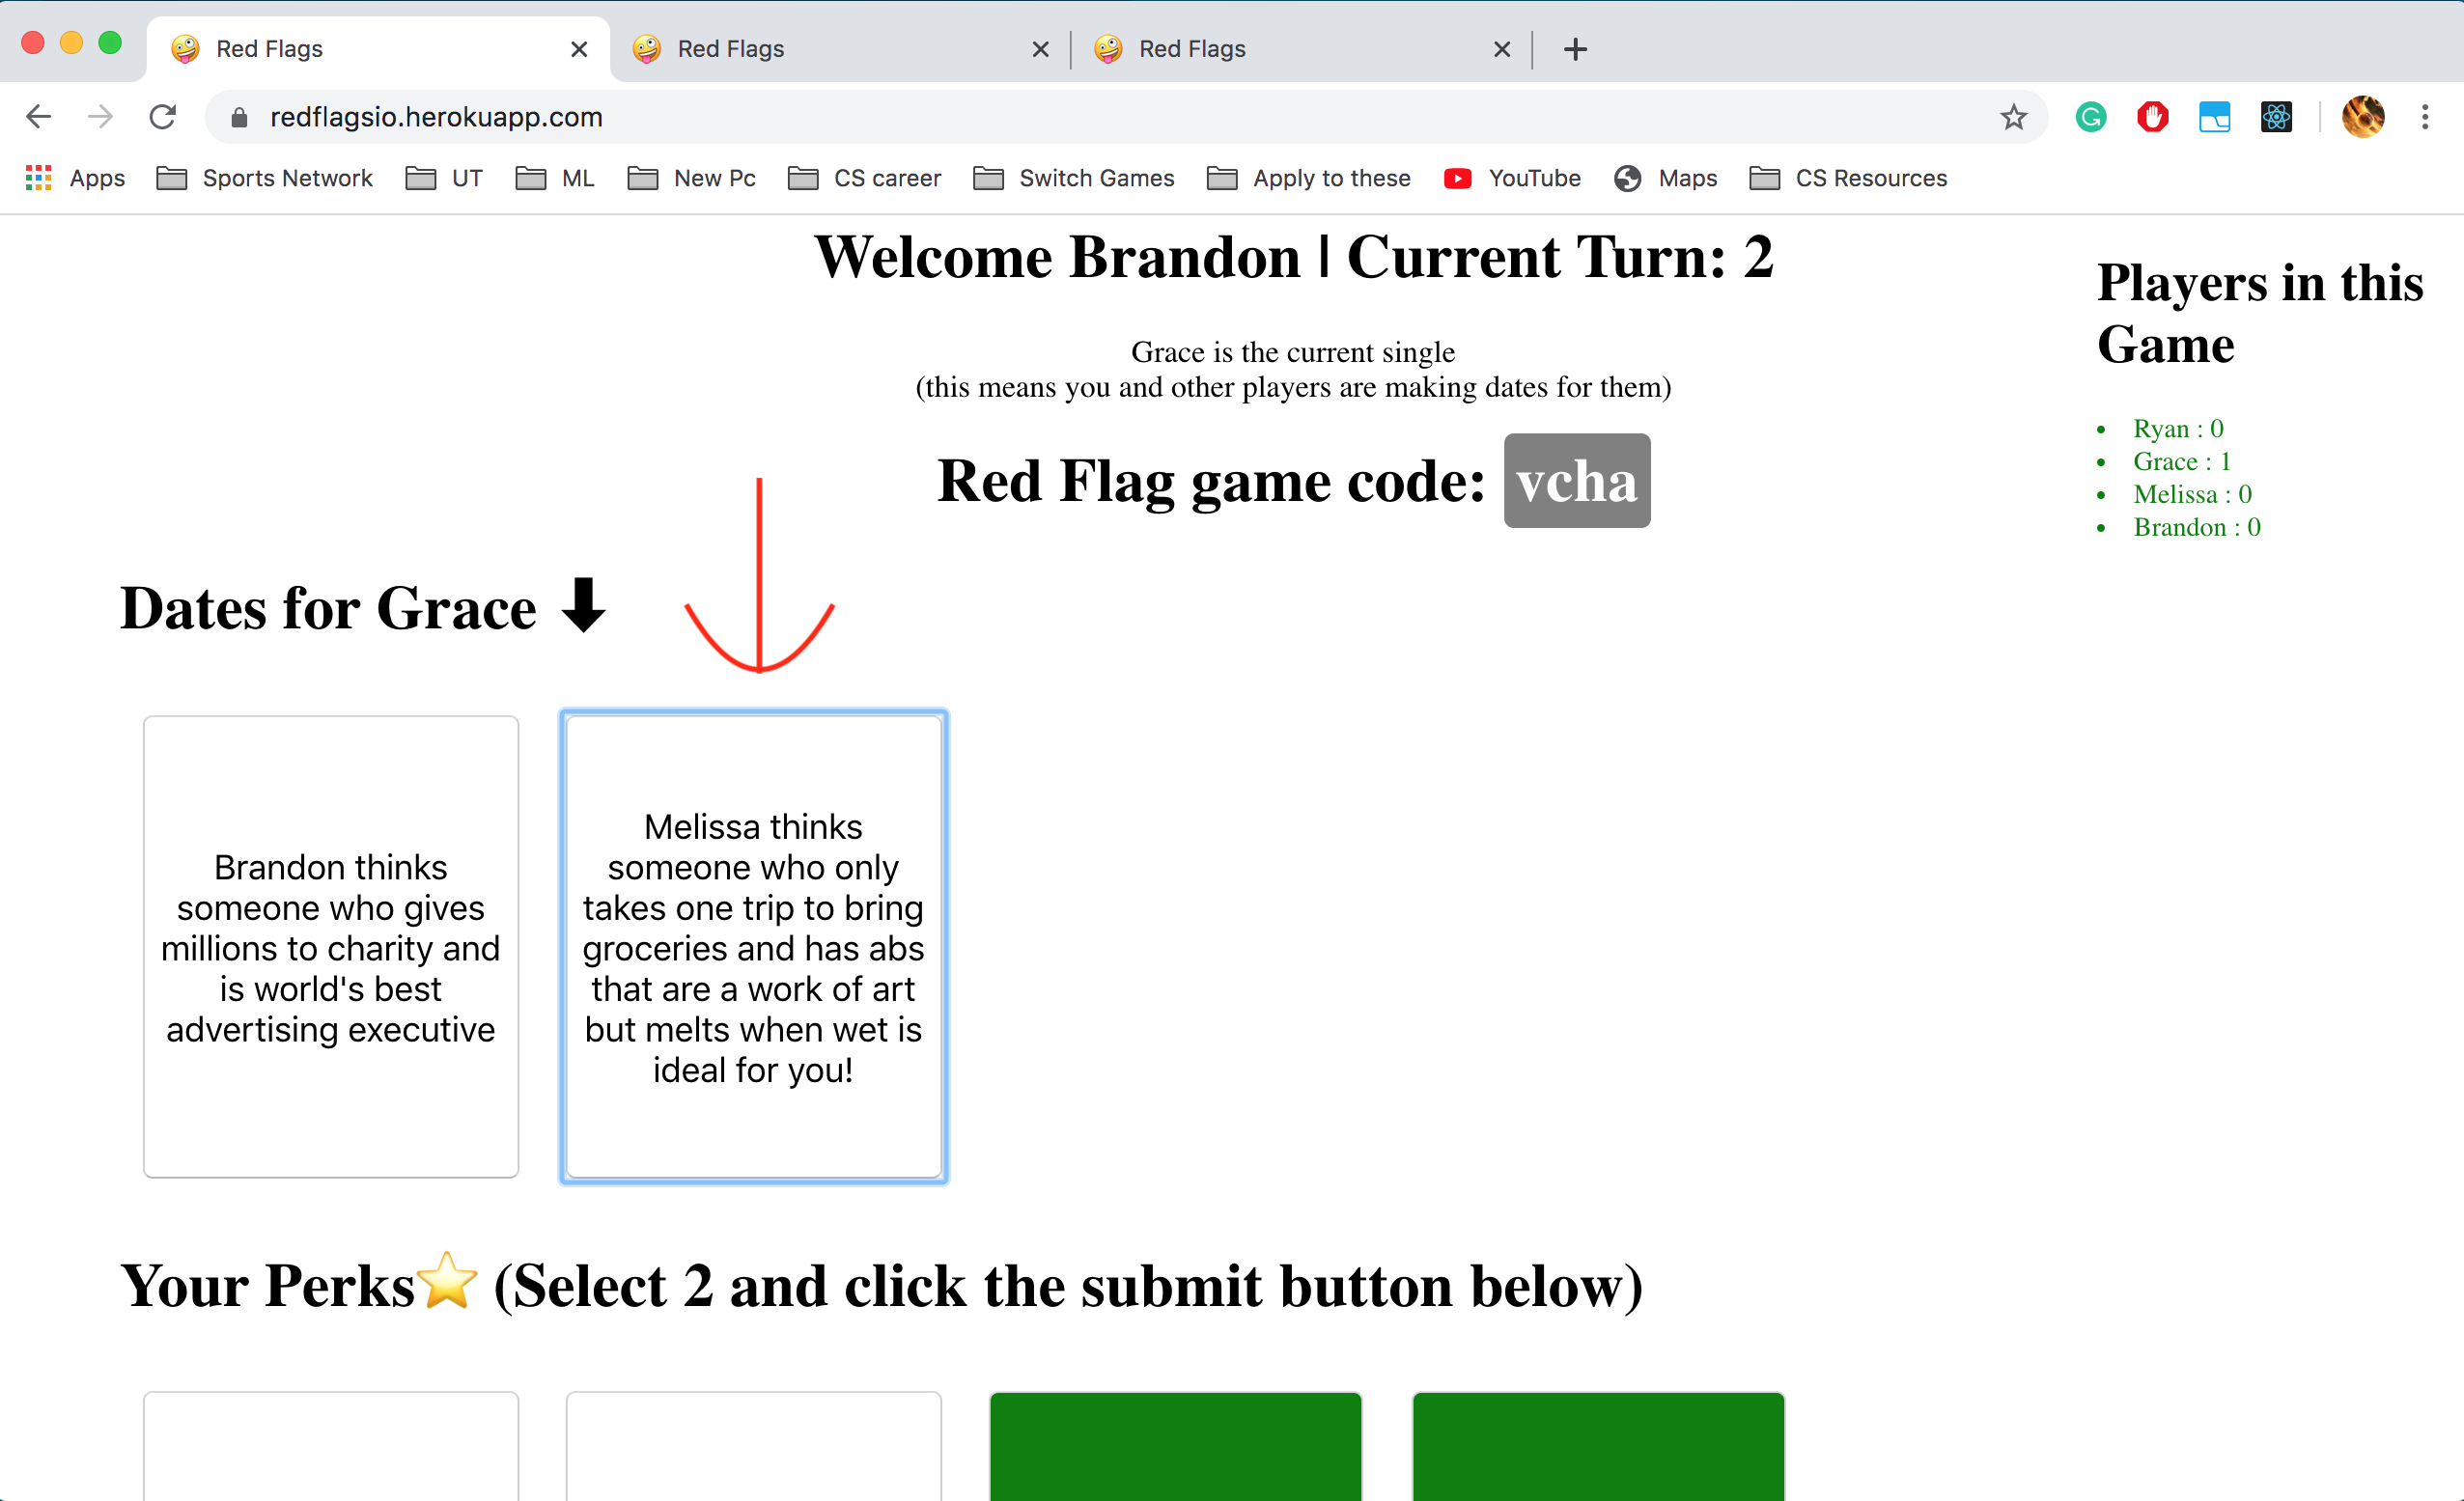 Red Flags
Red Flags
Red Flags
redflagsio.herokuapp.com
Apps
Sports Network
UT
ML
New Pc
CS career
Switch Games
Apply to these
YouTube
Maps
CS Resources
Welcome Brandon | Current Turn: 2
Grace is the current single
(this means you and other players are making dates for them)
Red Flag game code: vcha
Players in this
Game
Ryan : 0
Grace : 1
Melissa : 0
Brandon : 0
Dates for Grace
Brandon thinks
someone who gives
millions to charity and
is world's best
advertising executive
Melissa thinks
someone who only
takes one trip to bring
groceries and has abs
that are a work of art
but melts when wet is
ideal for you!
Your Perks⭐ (Select 2 and click the submit button below)